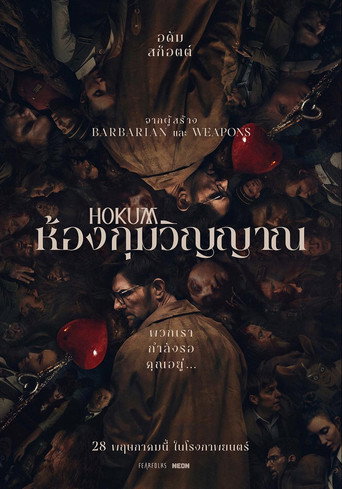 อดัม
สก็อตต์
จากผู้สร้าง
BARBARIAN และ WEAPONS
HOKUM
ห้องกุมวิญญาณ
พวกเรา
กำลังรอ
คุณอยู่...
28 พฤษภาคมนี้ ในโรงภาพยนตร์
FEARFOLKS NEON